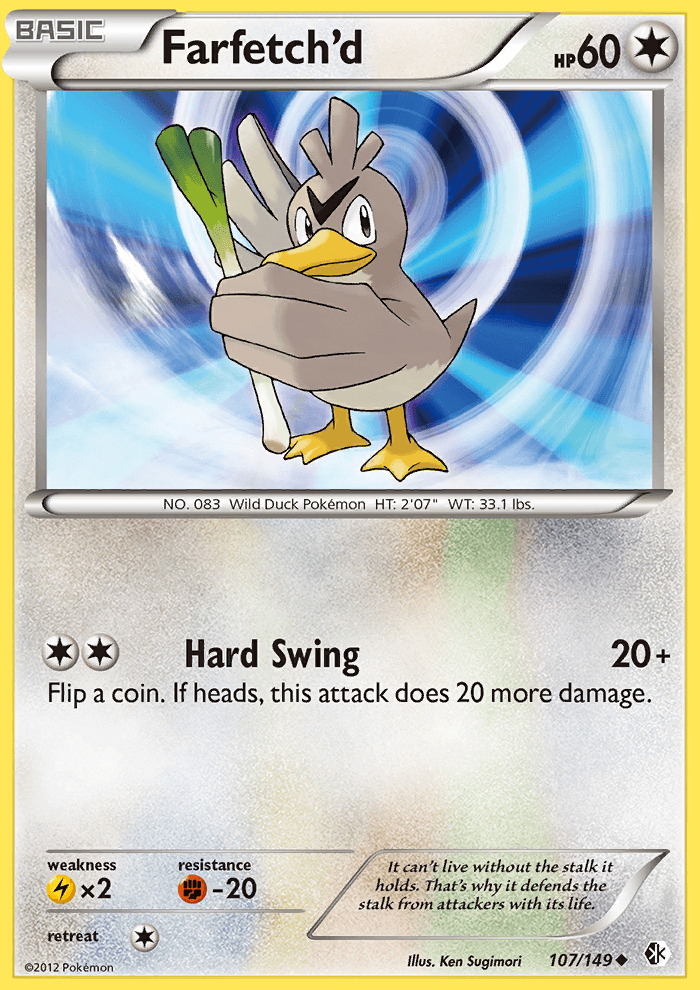 BASIC
Farfetch'd
HP60
NO. 083 Wild Duck Pokémon HT: 2'07" WT: 33.1 lbs.
Hard Swing 20+
Flip a coin. If heads, this attack does 20 more damage.
weakness resistance
×2 -20
It can't live without the stalk it
holds. That's why it defends the
stalk from attackers with its life.
retreat
Illus. Ken Sugimori 107/149
©2012 Pokémon